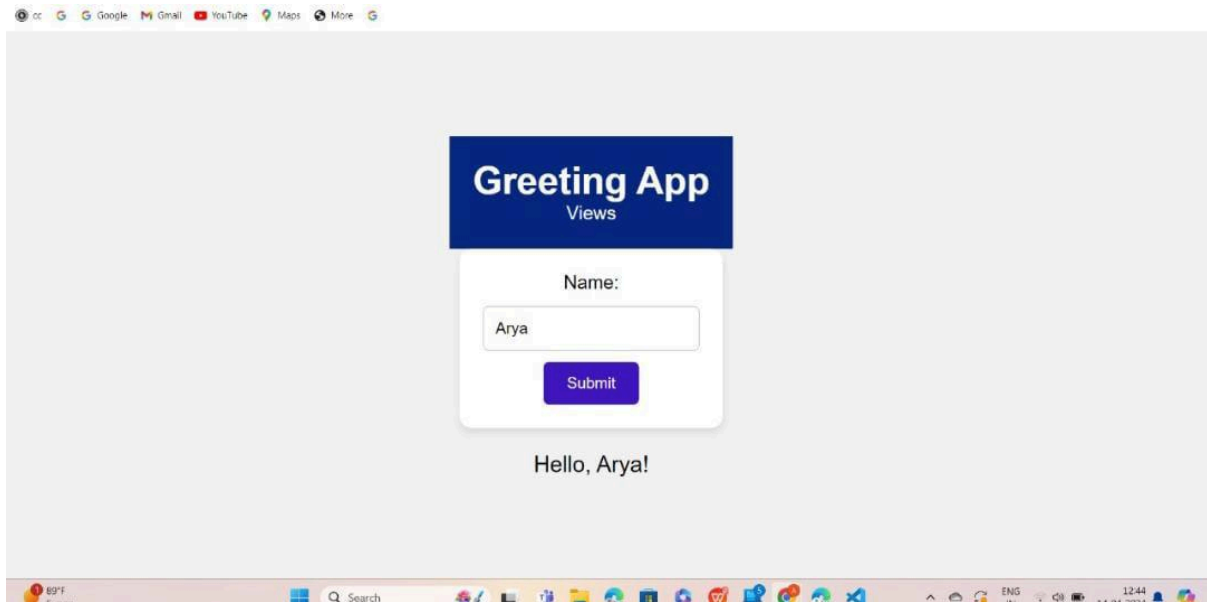 cc Google Gmail YouTube Maps More
Greeting App
Views
Name:
Arya
Submit
Hello, Arya!
89°F Search ENG 12:44